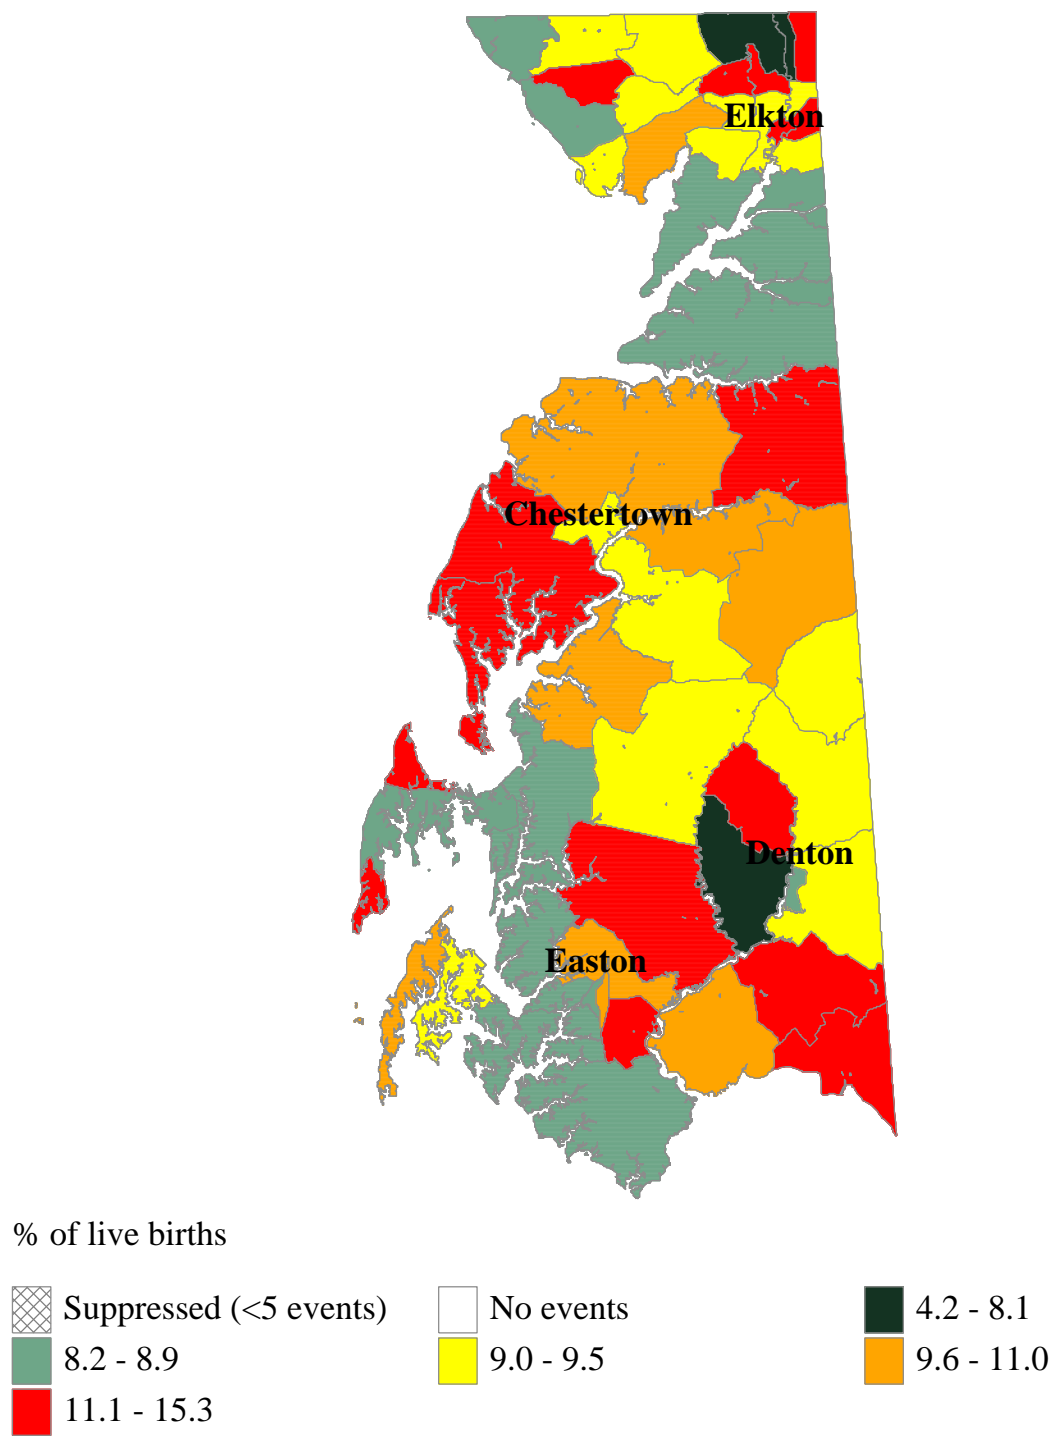 Elkton
Chestertown
Denton
Easton
% of live births
Suppressed (<5 events)
No events
4.2 - 8.1
8.2 - 8.9
9.0 - 9.5
9.6 - 11.0
11.1 - 15.3